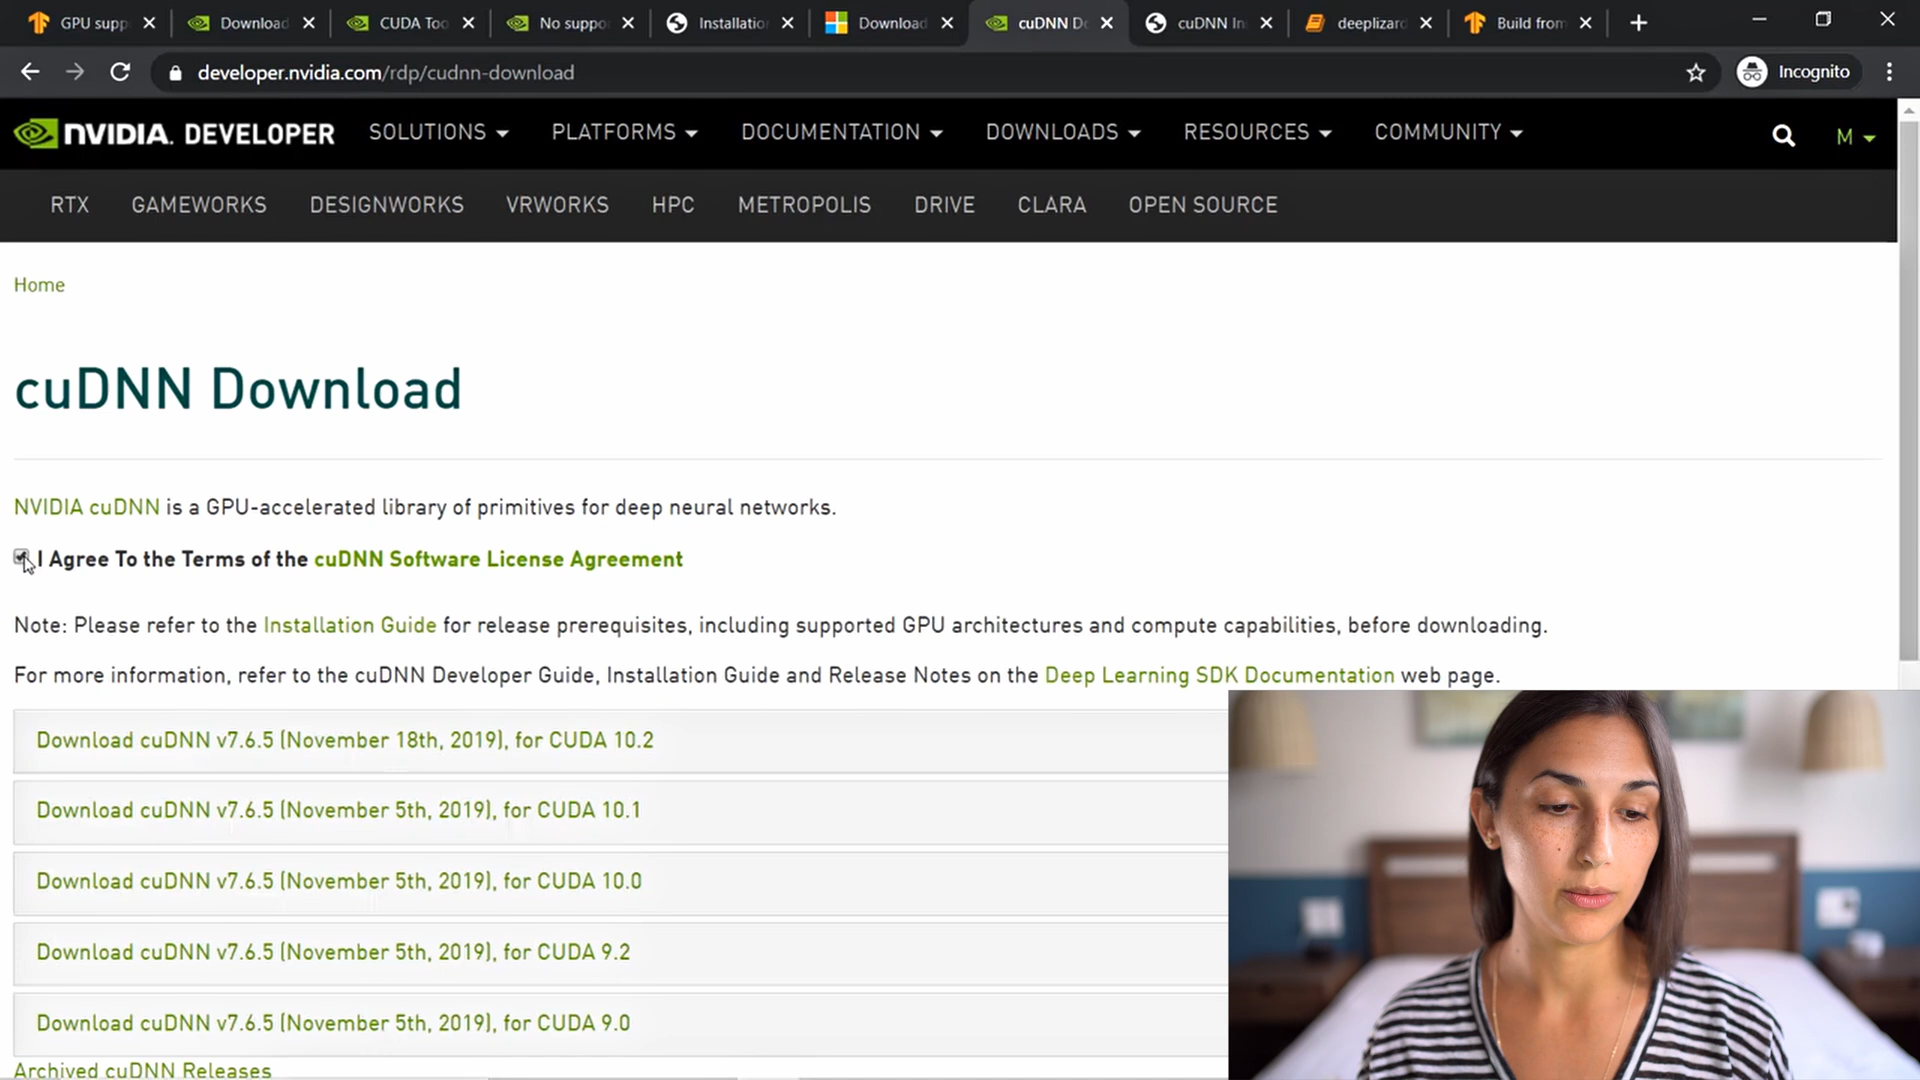 GPU supp
Download
CUDA Too
No suppo
Installatio
Download
cuDNN Do
cuDNN In
deeplizard
Build from
developer.nvidia.com/rdp/cudnn-download
Incognito
NVIDIA. DEVELOPER
SOLUTIONS
PLATFORMS
DOCUMENTATION
DOWNLOADS
RESOURCES
COMMUNITY
M
RTX
GAMEWORKS
DESIGNWORKS
VRWORKS
HPC
METROPOLIS
DRIVE
CLARA
OPEN SOURCE
Home
cuDNN Download
NVIDIA cuDNN is a GPU-accelerated library of primitives for deep neural networks.
I Agree To the Terms of the cuDNN Software License Agreement
Note: Please refer to the Installation Guide for release prerequisites, including supported GPU architectures and compute capabilities, before downloading.
For more information, refer to the cuDNN Developer Guide, Installation Guide and Release Notes on the Deep Learning SDK Documentation web page.
Download cuDNN v7.6.5 (November 18th, 2019), for CUDA 10.2
Download cuDNN v7.6.5 (November 5th, 2019), for CUDA 10.1
Download cuDNN v7.6.5 (November 5th, 2019), for CUDA 10.0
Download cuDNN v7.6.5 (November 5th, 2019), for CUDA 9.2
Download cuDNN v7.6.5 (November 5th, 2019), for CUDA 9.0
Archived cuDNN Releases